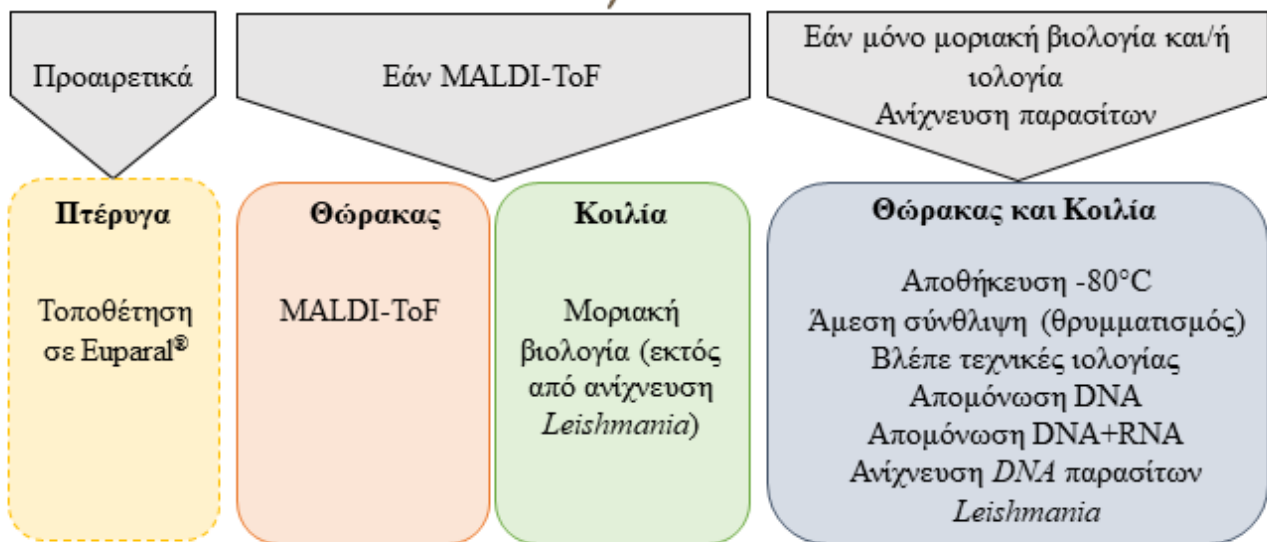 Προαιρετικά
Εάν MALDI-ToF
Εάν μόνο μοριακή βιολογία και/ή
ιολογία
Ανίχνευση παρασίτων
Πτέρυγα
Τοποθέτηση
σε Euparal®
Θώρακας
MALDI-ToF
Κοιλία
Μοριακή
βιολογία (εκτός
από ανίχνευση
Leishmania)
Θώρακας και Κοιλία
Αποθήκευση -80°C
Άμεση σύνθλιψη (θρυμματισμός)
Βλέπε τεχνικές ιολογίας
Απομόνωση DNA
Απομόνωση DNA+RNA
Ανίχνευση DNA παρασίτων
Leishmania